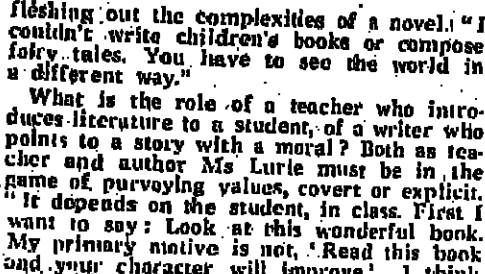 fleshing out the complexities of a novel. "I
couldn't write children's books or compose
fairy tales. You have to see the world in
a different way."
What is the role of a teacher who intro-
duces literature to a student, of a writer who
points to a story with a moral? Both as tea-
cher and author Ms Lurie must be in the
game of purvoying values, covert or explicit.
"It depends on the student, in class. First I
want to say: Look at this wonderful book.
My primary motive is not, 'Read this book
and your character will improve'. I think